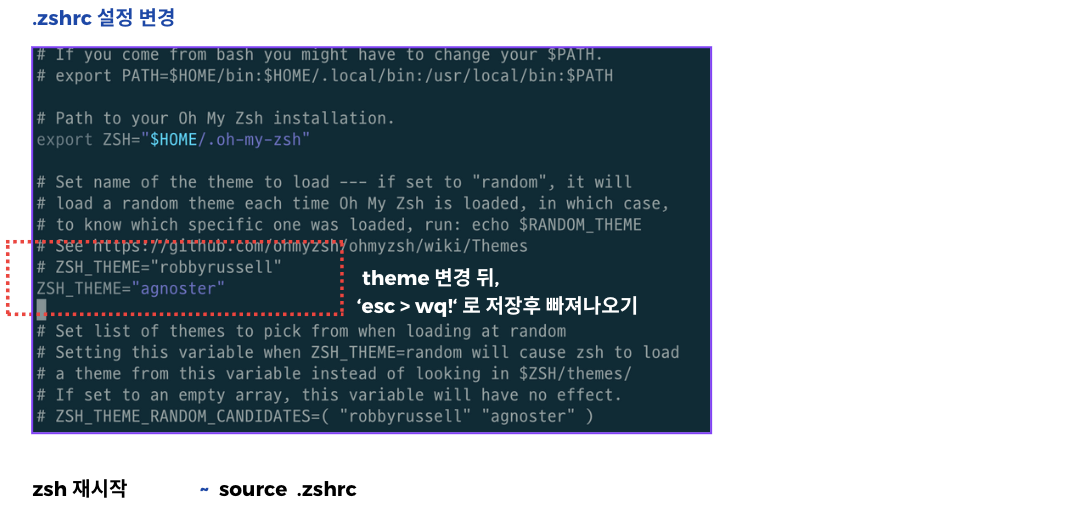 .zshrc 설정 변경
# If you come from bash you might have to change your $PATH.
# export PATH=$HOME/bin:$HOME/.local/bin:/usr/local/bin:$PATH
# Path to your Oh My Zsh installation.
export ZSH="$HOME/.oh-my-zsh"
# Set name of the theme to load --- if set to "random", it will
# load a random theme each time Oh My Zsh is loaded, in which case,
# to know which specific one was loaded, run: echo $RANDOM_THEME
# See https://github.com/ohmyzsh/ohmyzsh/wiki/Themes
# ZSH_THEME="robbyrussell"
ZSH_THEME="agnoster"
theme 변경 뒤,
‘esc > wq!‘ 로 저장후 빠져나오기
# Set list of themes to pick from when loading at random
# Setting this variable when ZSH_THEME=random will cause zsh to load
# a theme from this variable instead of looking in $ZSH/themes/
# If set to an empty array, this variable will have no effect.
# ZSH_THEME_RANDOM_CANDIDATES=( "robbyrussell" "agnoster" )
zsh 재시작 ~ source .zshrc